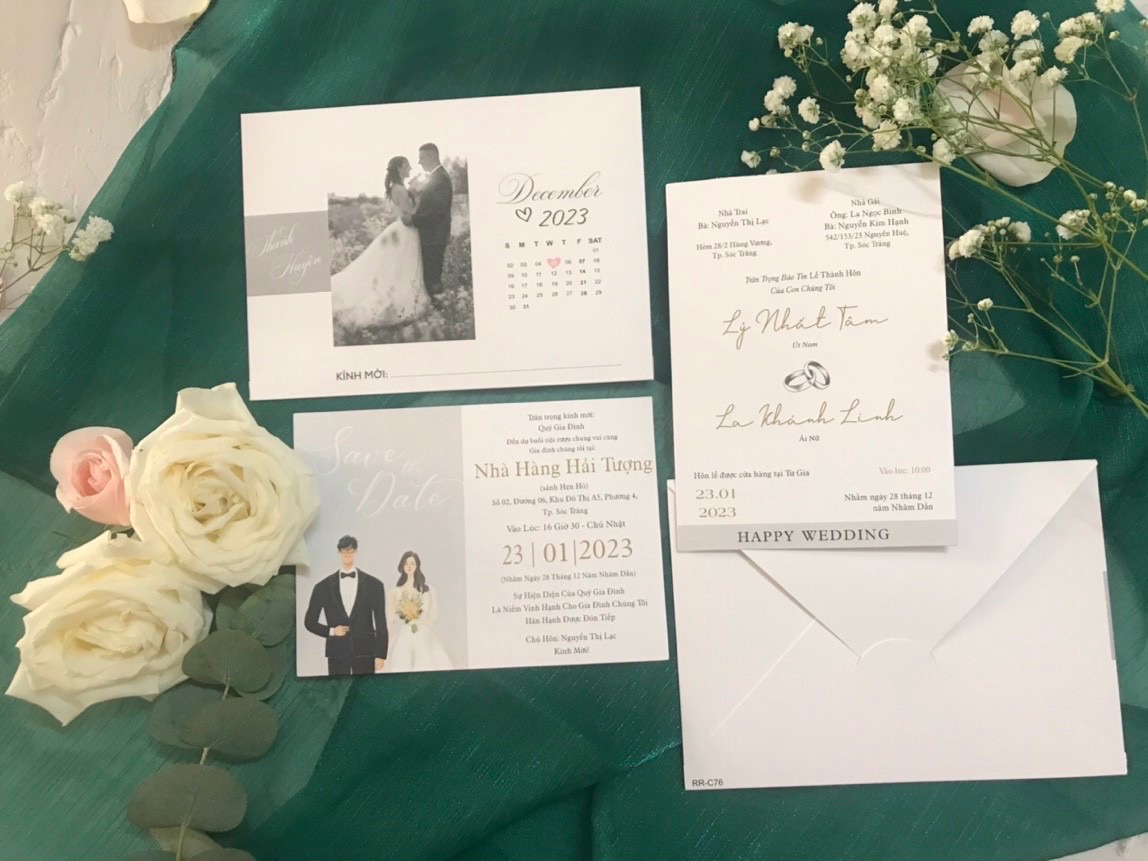 Thành
Huyền
December
2023
S M T W T F SAT
01
02 03 04 06 07 08
09 10 11 12 13 14 15
16 17 18 19 20 21 22
23 24 25 26 27 28 29
30 31
KÍNH MỜI:
Save the
Date
Trân trọng kính mời:
Quý Gia Đình
Đến dự buổi tiệc rượu chung vui cùng
Gia đình chúng tôi tại:
Nhà Hàng Hải Tượng
(sảnh Hẹn Hò)
Số 02, Đường 06, Khu Đô Thị A5, Phường 4,
Tp. Sóc Trăng
Vào Lúc: 16 Giờ 30 - Chủ Nhật
23 | 01 | 2023
(Nhằm Ngày 28 Tháng 12 Năm Nhâm Dần)
Sự Hiện Diện Của Quý Gia Đình
Là Niềm Vinh Hạnh Cho Gia Đình Chúng Tôi
Hân Hạnh Được Đón Tiếp
Chủ Hôn: Nguyễn Thị Lạc
Kính Mời!
Nhà Trai
Bà: Nguyễn Thị Lạc
Hẻm 28/2 Hùng Vương,
Tp. Sóc Trăng
Nhà Gái
Ông: La Ngọc Bình
Bà: Nguyễn Kim Hạnh
542/153/23 Nguyễn Huệ,
Tp. Sóc Trăng
Trân Trọng Báo Tin Lễ Thành Hôn
Của Con Chúng Tôi
Lý Nhất Tâm
Út Nam
La Khánh Linh
Ái Nữ
Hôn lễ được cửa hàng tại Tư Gia
Vào lúc: 10:00
23.01
2023
Nhằm ngày 28 tháng 12
năm Nhâm Dần
HAPPY WEDDING
RR-C76